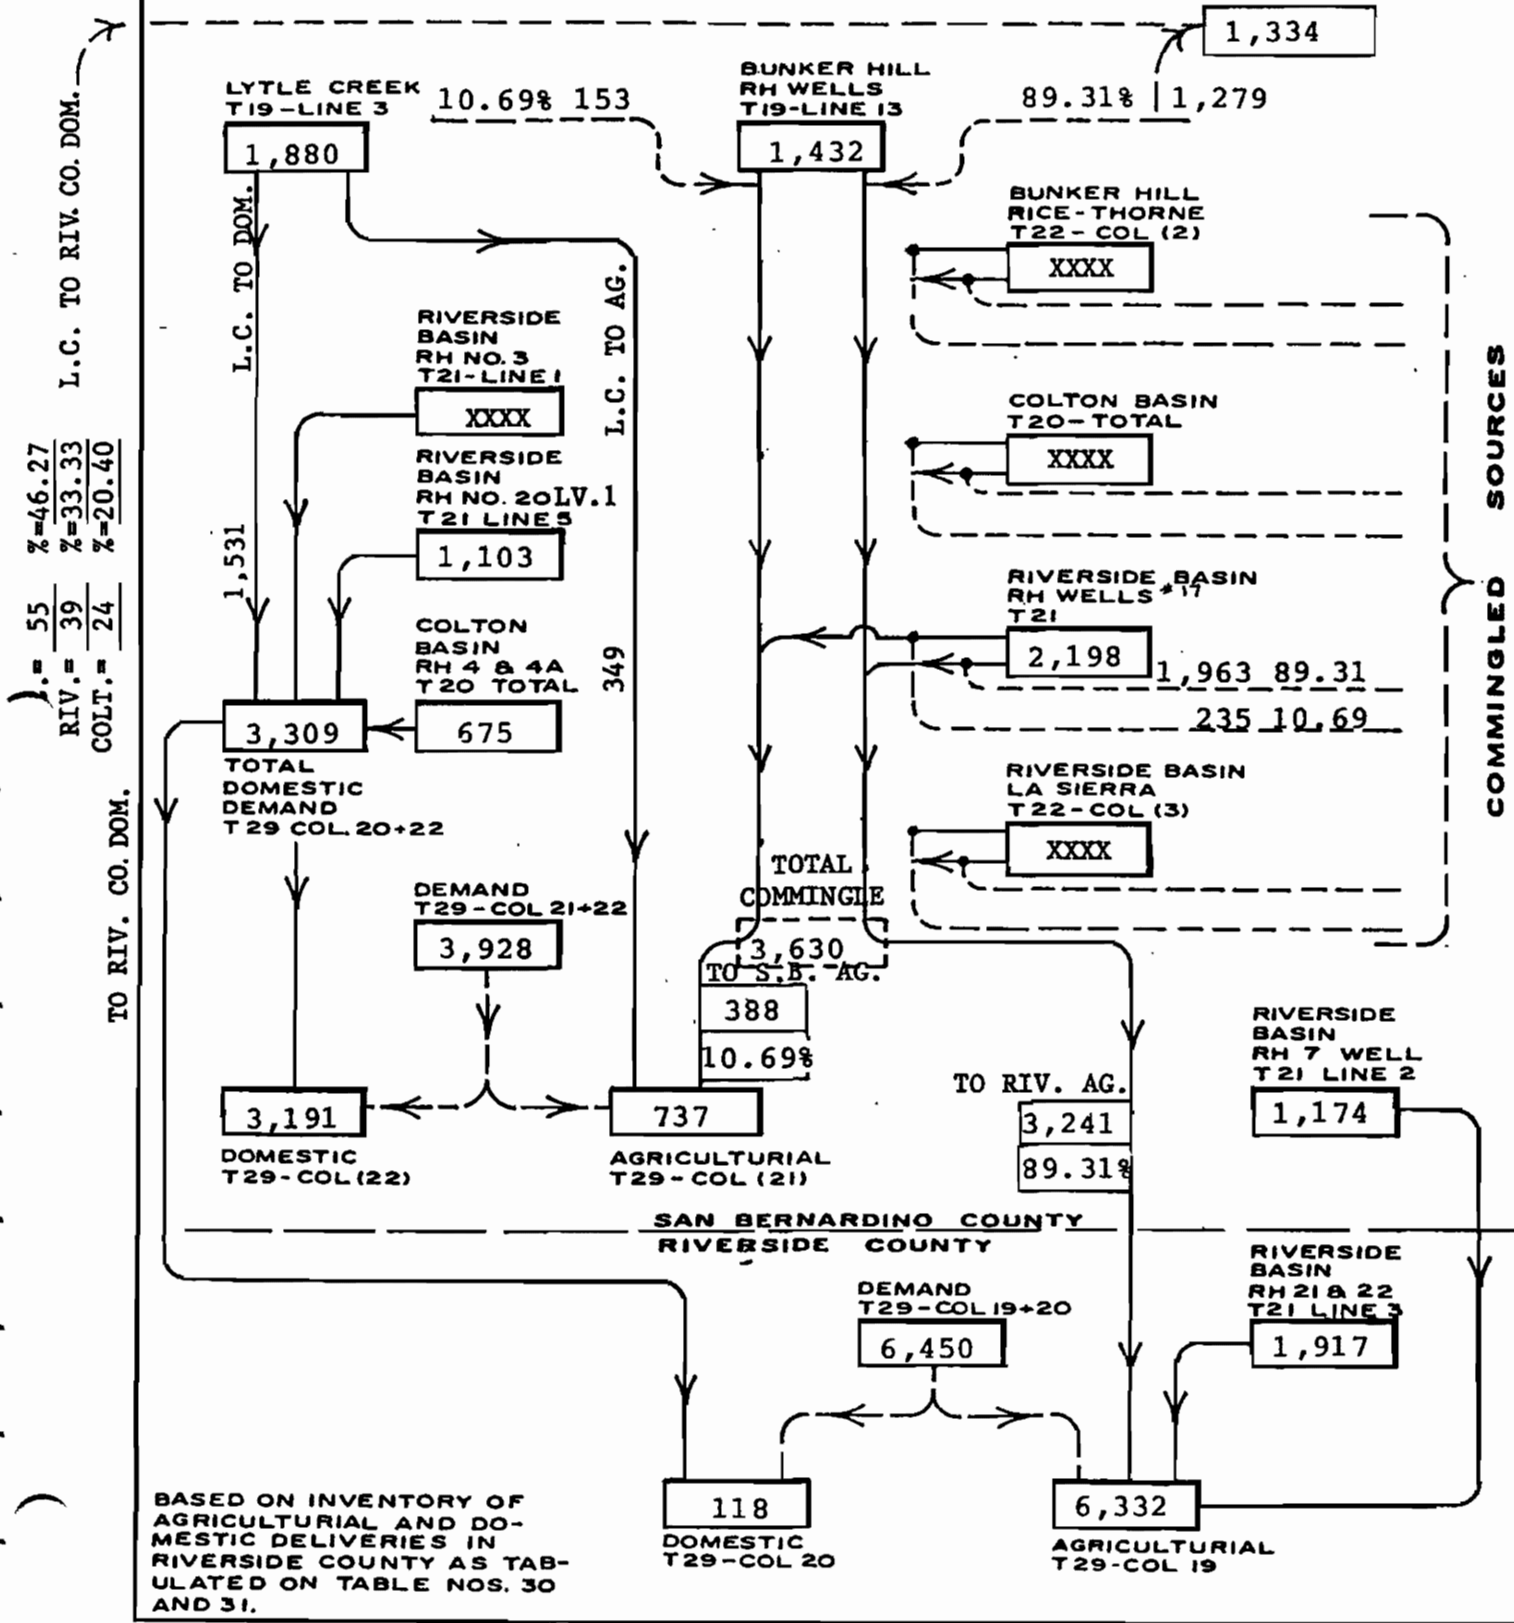 1,334
LYTLE CREEK
T19-LINE 3
1,880
10.69% 153
BUNKER HILL
RH WELLS
T19-LINE 13
1,432
89.31% 1,279
BUNKER HILL
RICE-THORNE
T22-COL (2)
XXXX
L.C. TO RIV. CO. DOM.
L.C. TO DOM.
1,531
L.C. TO AG.
349
RIVERSIDE
BASIN
RH NO. 3
T21-LINE 1
XXXX
COLTON BASIN
T20-TOTAL
XXXX
RIVERSIDE
BASIN
RH NO. 20LV.1
T21 LINE 5
1,103
COMMINGLED SOURCES
.= 55 %=46.27
RIV.= 39 %=33.33
COLT.= 24 %=20.40
RIVERSIDE BASIN
RH WELLS #17
T21
2,198
1,963 89.31
235 10.69
COLTON
BASIN
RH 4 & 4A
T20 TOTAL
675
3,309
TOTAL
DOMESTIC
DEMAND
T29 COL. 20+22
TO RIV. CO. DOM.
RIVERSIDE BASIN
LA SIERRA
T22-COL (3)
XXXX
DEMAND
T29-COL 21+22
3,928
TOTAL
COMMINGLE
3,630
TO S.B. AG.
388
10.69%
3,191
DOMESTIC
T29-COL (22)
737
AGRICULTURIAL
T29-COL (21)
TO RIV. AG.
3,241
89.31%
RIVERSIDE
BASIN
RH 7 WELL
T21 LINE 2
1,174
SAN BERNARDINO COUNTY
RIVERSIDE COUNTY
RIVERSIDE
BASIN
RH 21 & 22
T21 LINE 3
1,917
DEMAND
T29-COL 19+20
6,450
118
DOMESTIC
T29-COL 20
6,332
AGRICULTURIAL
T29-COL 19
BASED ON INVENTORY OF
AGRICULTURIAL AND DO-
MESTIC DELIVERIES IN
RIVERSIDE COUNTY AS TAB-
ULATED ON TABLE NOS. 30
AND 31.